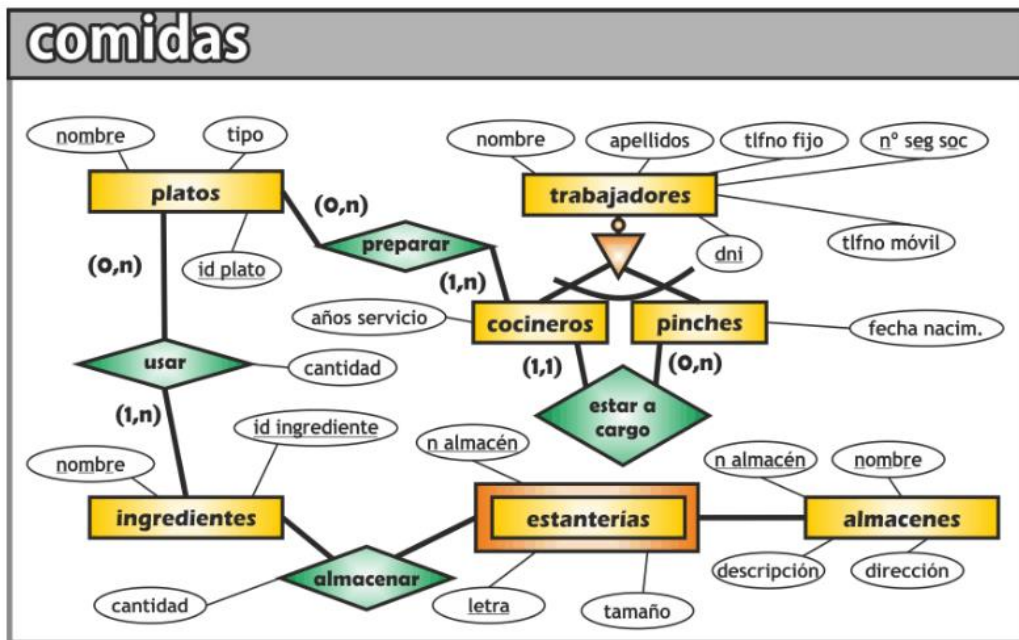 comidas
nombre
tipo
platos
id plato
(0,n)
preparar
(1,n)
nombre
apellidos
tlfno fijo
nº seg soc
trabajadores
dni
tlfno móvil
(0,n)
usar
cantidad
(1,n)
años servicio
cocineros
pinches
fecha nacim.
(1,1)
(0,n)
estar a
cargo
nombre
id ingrediente
ingredientes
cantidad
almacenar
n almacén
estanterías
letra
tamaño
n almacén
nombre
almacenes
descripción
dirección